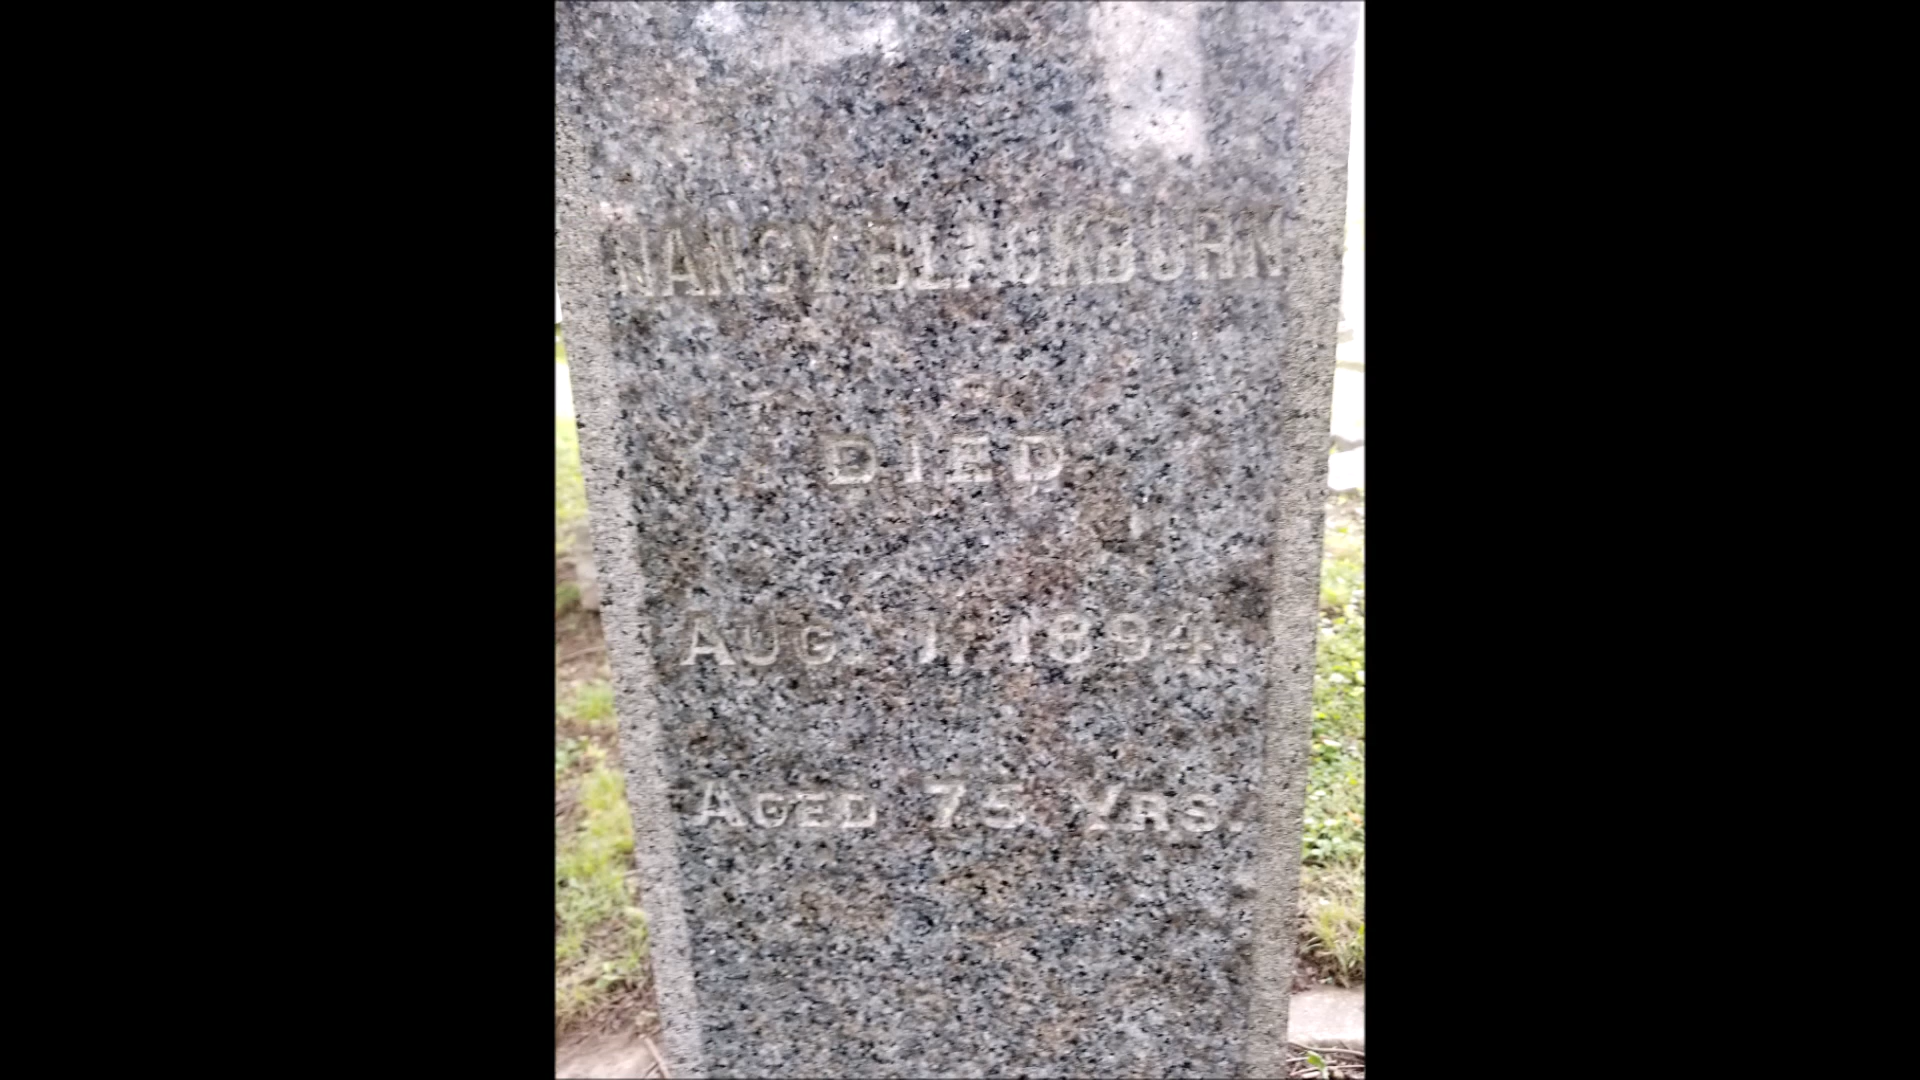 NANCY BLACKBURN
DIED
AUG. 1, 1894.
AGED 75 YRS.